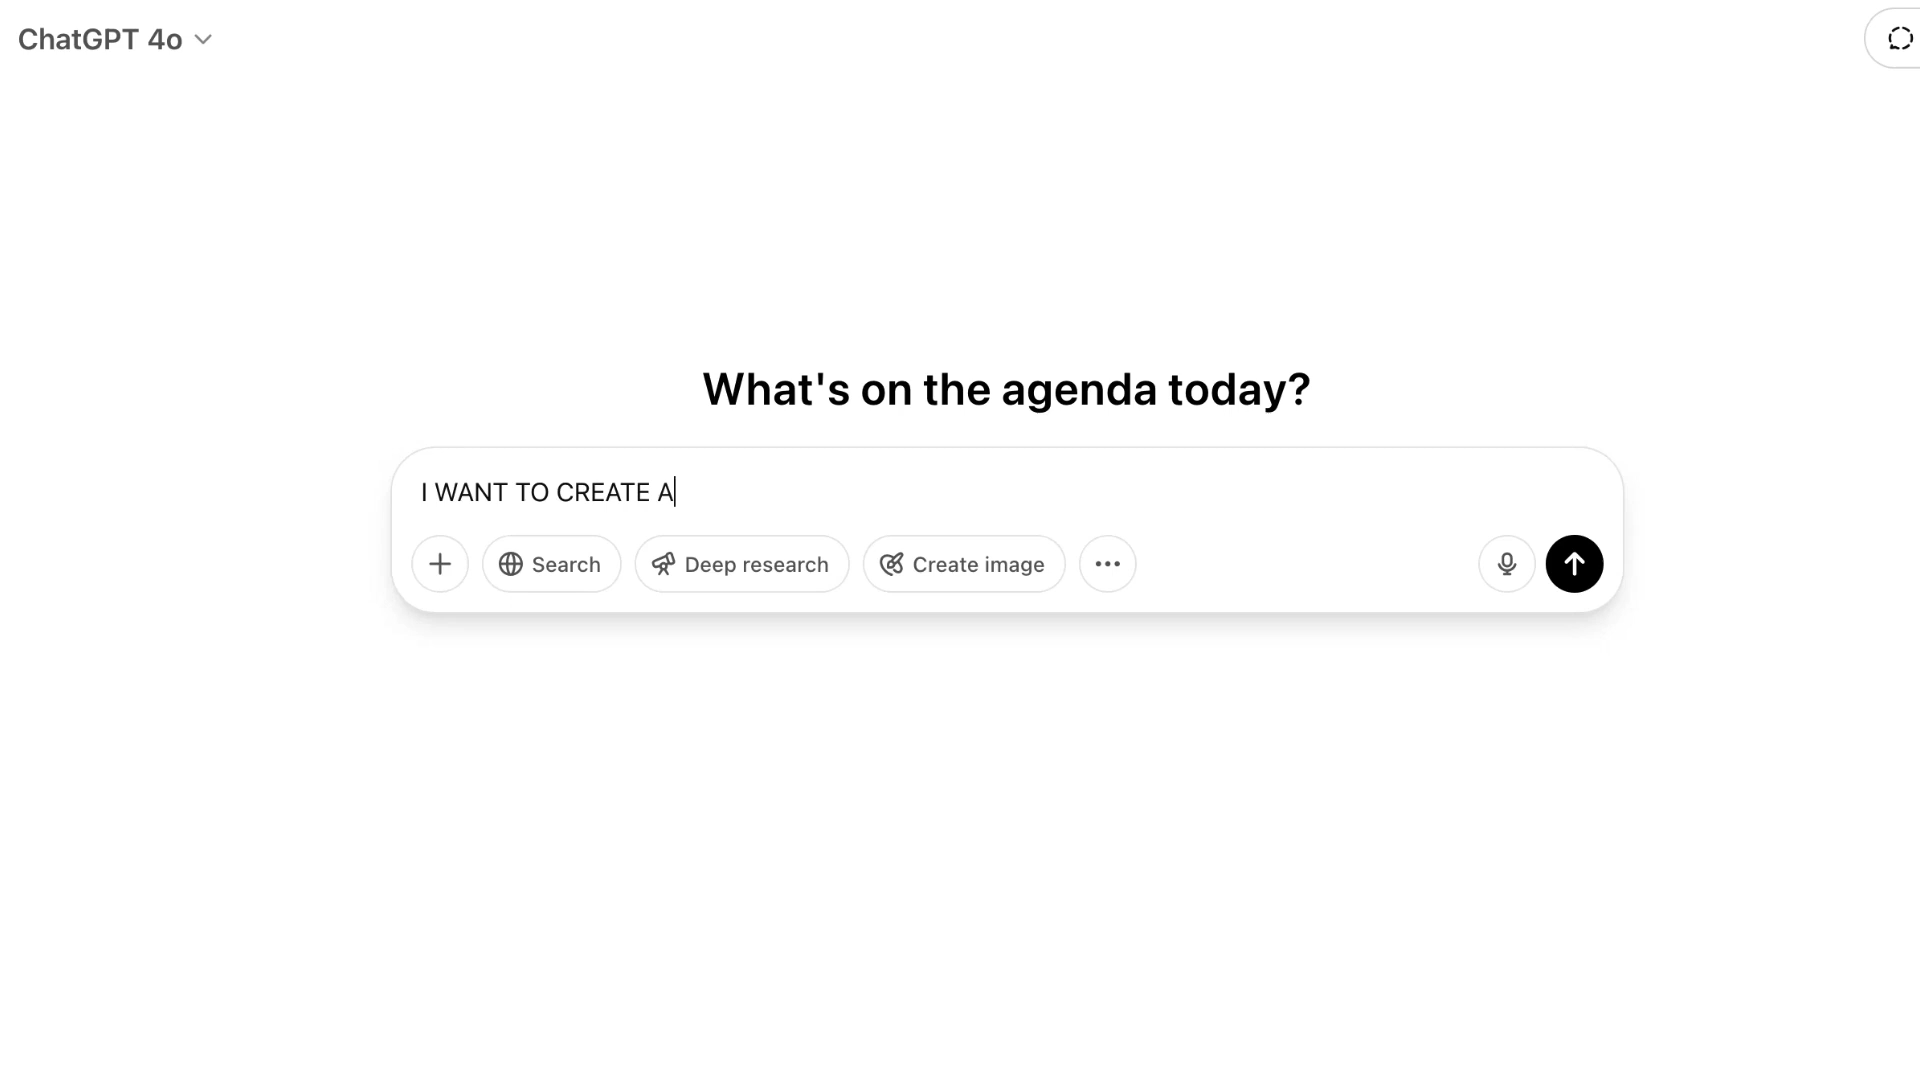 ChatGPT 4o
What's on the agenda today?
I WANT TO CREATE A
Search
Deep research
Create image